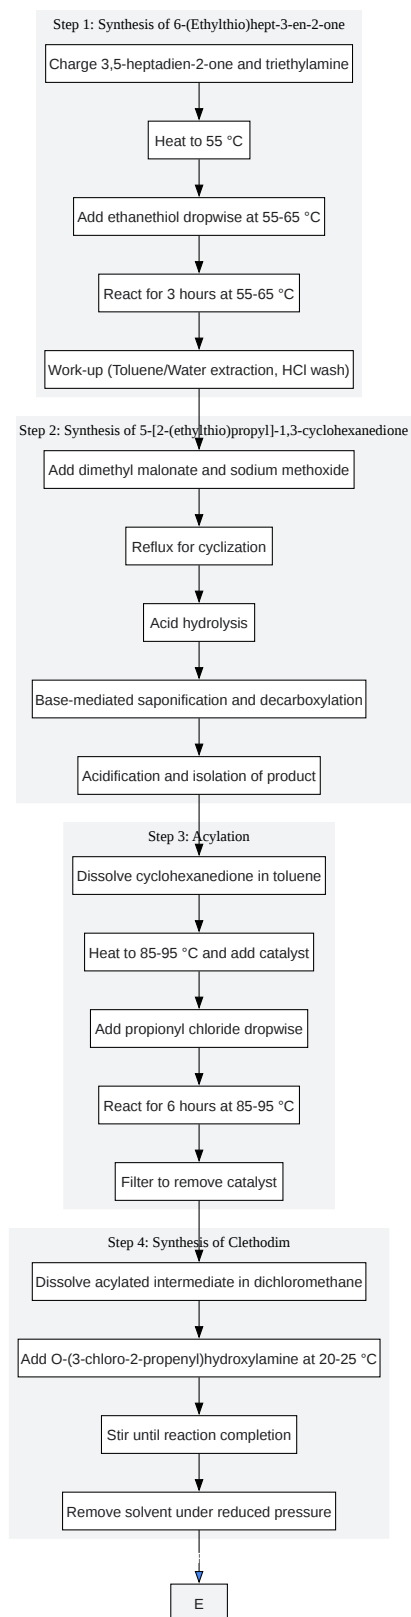 Step 1: Synthesis of 6-(Ethylthio)hept-3-en-2-one
Charge 3,5-heptadien-2-one and triethylamine
Heat to 55 °C
Add ethanethiol dropwise at 55-65 °C
React for 3 hours at 55-65 °C
Work-up (Toluene/Water extraction, HCl wash)
Step 2: Synthesis of 5-[2-(ethylthio)propyl]-1,3-cyclohexanedione
Add dimethyl malonate and sodium methoxide
Reflux for cyclization
Acid hydrolysis
Base-mediated saponification and decarboxylation
Acidification and isolation of product
Step 3: Acylation
Dissolve cyclohexanedione in toluene
Heat to 85-95 °C and add catalyst
Add propionyl chloride dropwise
React for 6 hours at 85-95 °C
Filter to remove catalyst
Step 4: Synthesis of Clethodim
Dissolve acylated intermediate in dichloromethane
Add O-(3-chloro-2-propenyl)hydroxylamine at 20-25 °C
Stir until reaction completion
Remove solvent under reduced pressure
E